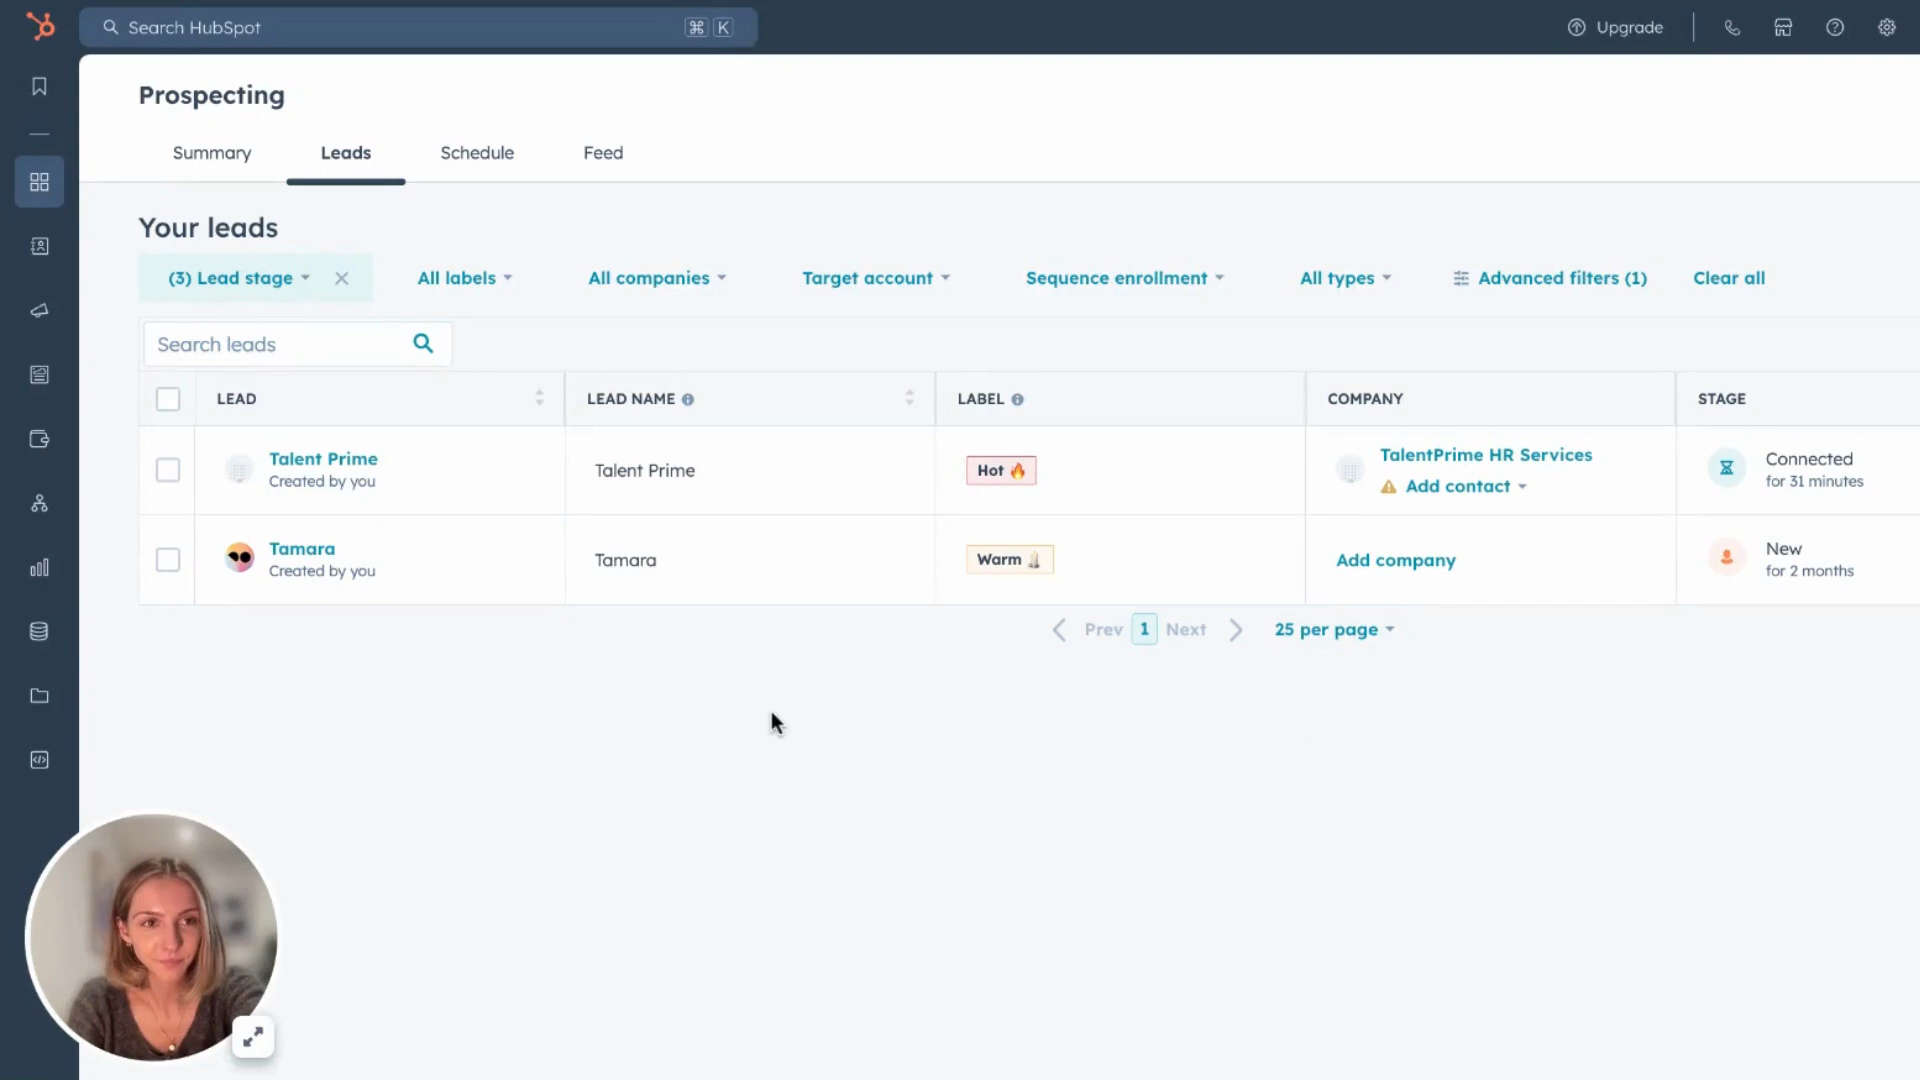 Search HubSpot
⌘ K
Upgrade
Prospecting
Summary
Leads
Schedule
Feed
Your leads
(3) Lead stage
All labels
All companies
Target account
Sequence enrollment
All types
Advanced filters (1)
Clear all
Search leads
LEAD
LEAD NAME
LABEL
COMPANY
STAGE
Talent Prime
Created by you
Talent Prime
Hot 🔥
TalentPrime HR Services
Add contact
Connected
for 31 minutes
Tamara
Created by you
Tamara
Warm
Add company
New
for 2 months
Prev 1 Next
25 per page